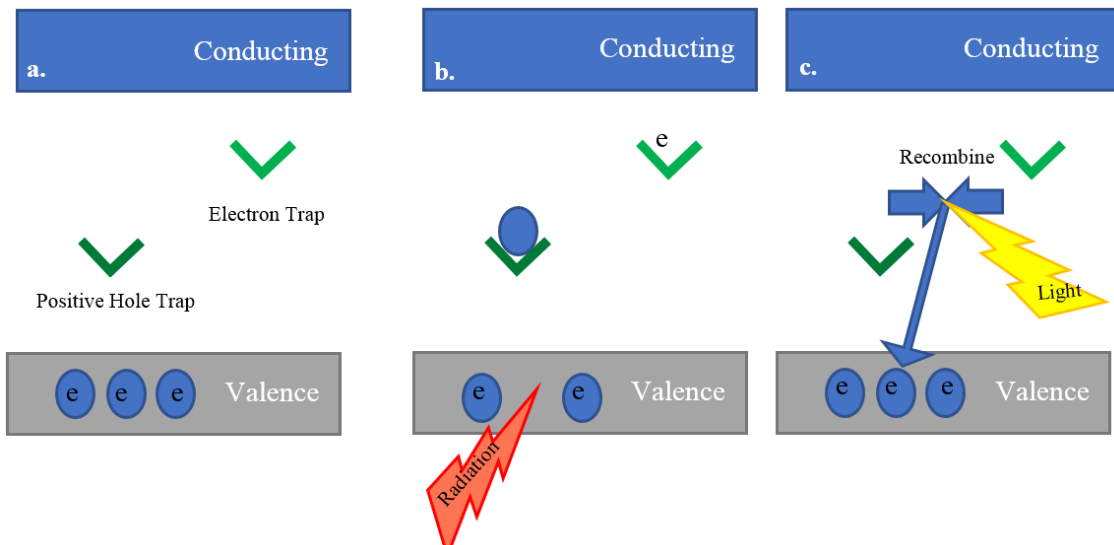 a.
Conducting
Electron Trap
Positive Hole Trap
e e e
Valence
b.
Conducting
e
e e
Valence
Radiation
c.
Conducting
Recombine
Light
e e e
Valence